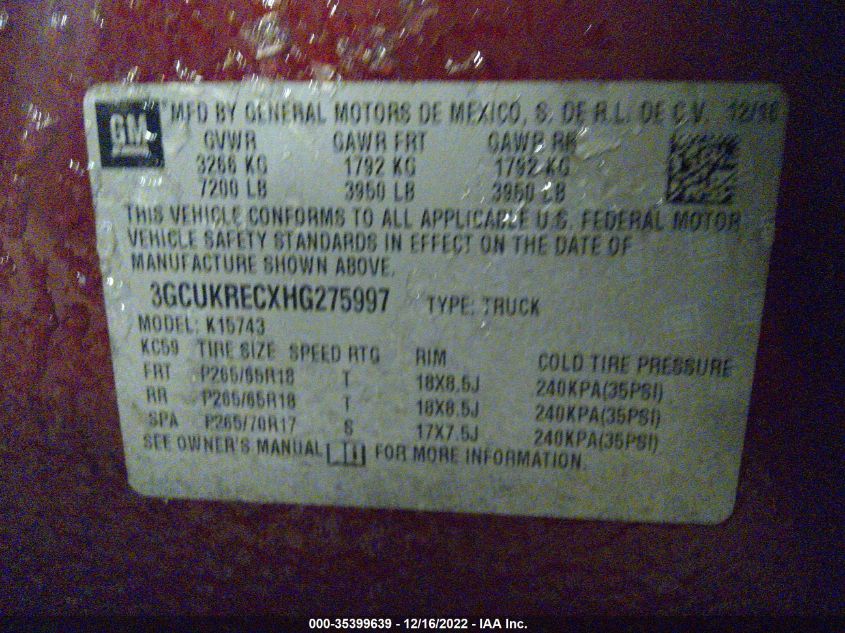 GM
MFD BY GENERAL MOTORS DE MEXICO, S. DE R.L. DE C.V. 12/16
GVWR GAWR FRT GAWR RR
3266 KG 1792 KG 1792 KG
7200 LB 3950 LB 3950 LB
THIS VEHICLE CONFORMS TO ALL APPLICABLE U.S. FEDERAL MOTOR
VEHICLE SAFETY STANDARDS IN EFFECT ON THE DATE OF
MANUFACTURE SHOWN ABOVE.
3GCUKRECXHG275997 TYPE: TRUCK
MODEL: K15743
KC59 TIRE SIZE SPEED RTG RIM COLD TIRE PRESSURE
FRT P265/65R18 T 18X8.5J 240KPA(35PSI)
RR P265/65R18 T 18X8.5J 240KPA(35PSI)
SPA P265/70R17 S 17X7.5J 240KPA(35PSI)
SEE OWNER'S MANUAL FOR MORE INFORMATION.
000-35399639 - 12/16/2022 - IAA Inc.